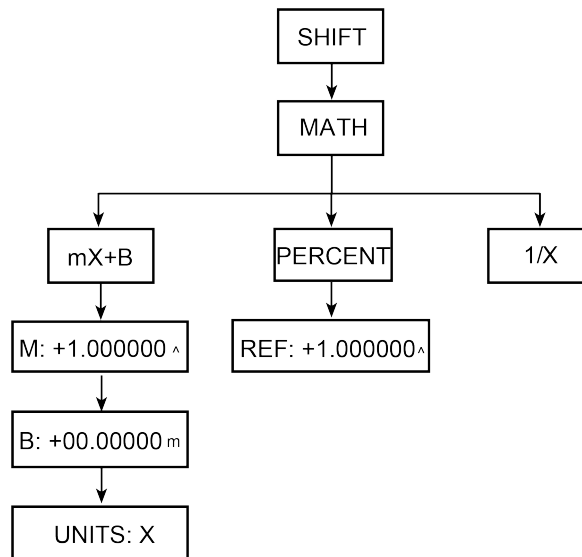 SHIFT
MATH
mX+B
PERCENT
1/X
M: +1.000000 ^
REF: +1.000000 ^
B: +00.00000 m
UNITS: X